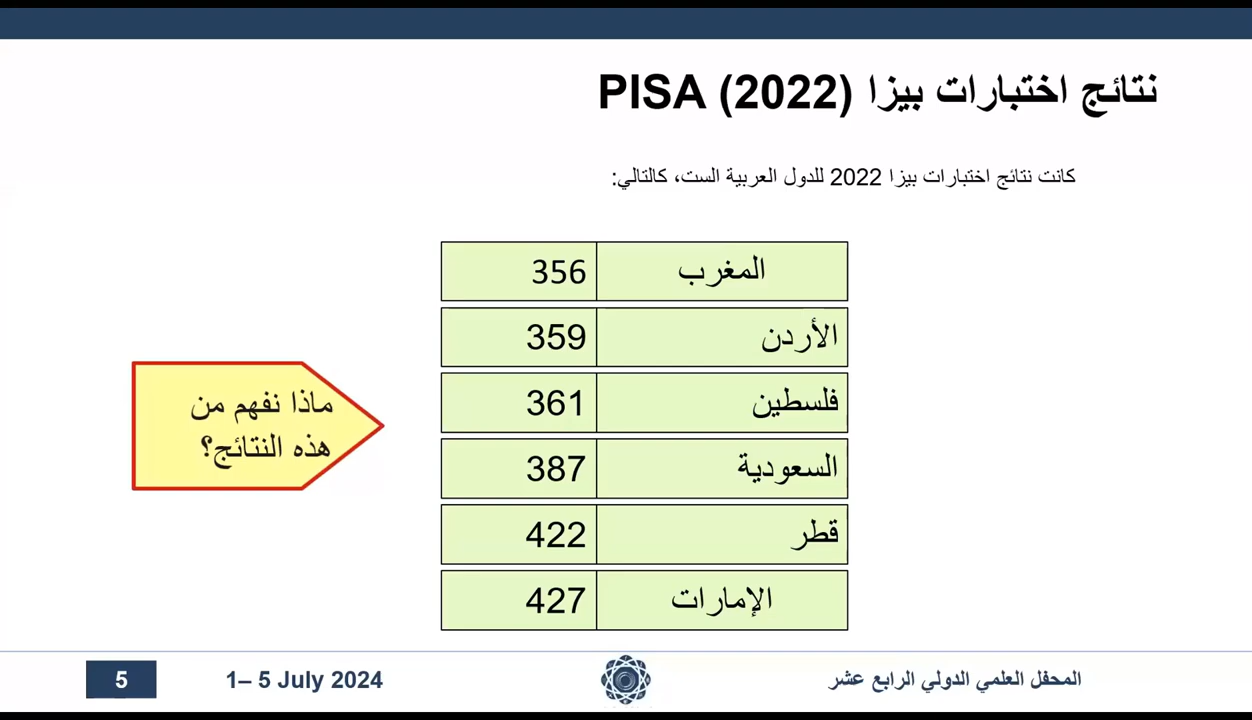 نتائج اختبارات بيزا PISA (2022)
كانت نتائج اختبارات بيزا 2022 للدول العربية الست، كالتالي:
المغرب 356
الأردن 359
فلسطين 361
السعودية 387
قطر 422
الإمارات 427
ماذا نفهم من
هذه النتائج؟
المحفل العلمي الدولي الرابع عشر
1– 5 July 2024
5